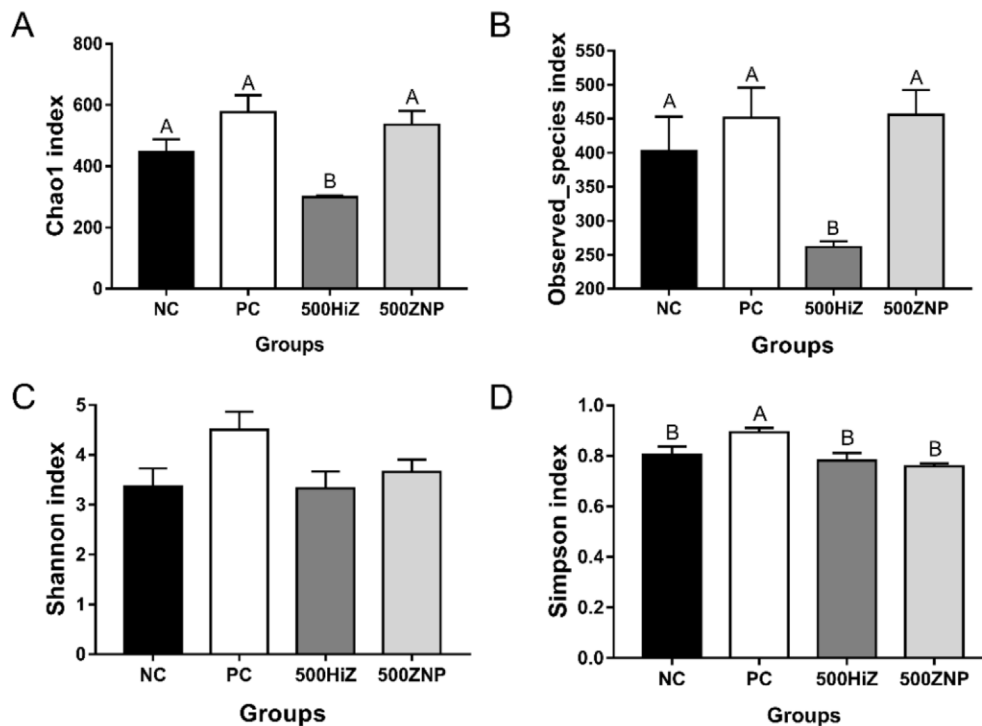 A
Chao1 index
800
600
400
200
0
A
A
B
A
NC PC 500HiZ 500ZNP
Groups
B
Observed_species index
550
500
450
400
350
300
250
200
A
A
B
A
NC PC 500HiZ 500ZNP
Groups
C
Shannon index
5
4
3
2
1
0
NC PC 500HiZ 500ZNP
Groups
D
Simpson index
1.0
0.8
0.6
0.4
0.2
0.0
B
A
B
B
NC PC 500HiZ 500ZNP
Groups